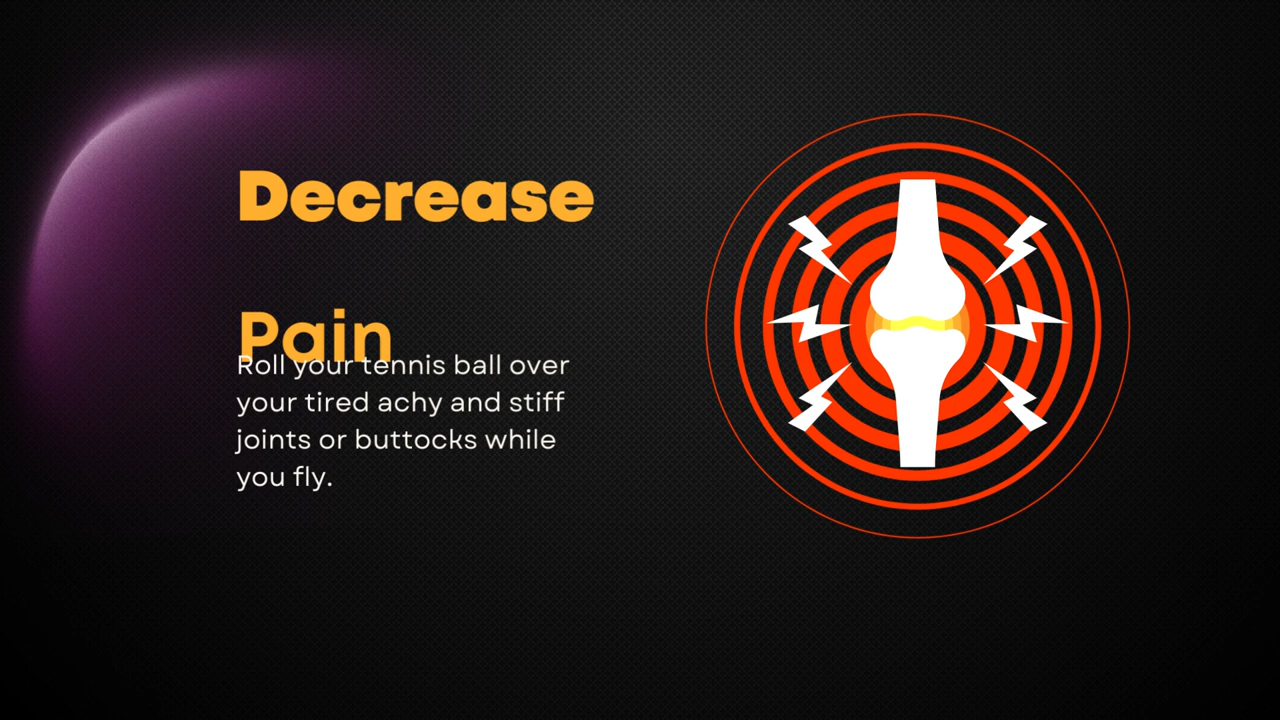 Decrease
Pain
Roll your tennis ball over
your tired achy and stiff
joints or buttocks while
you fly.